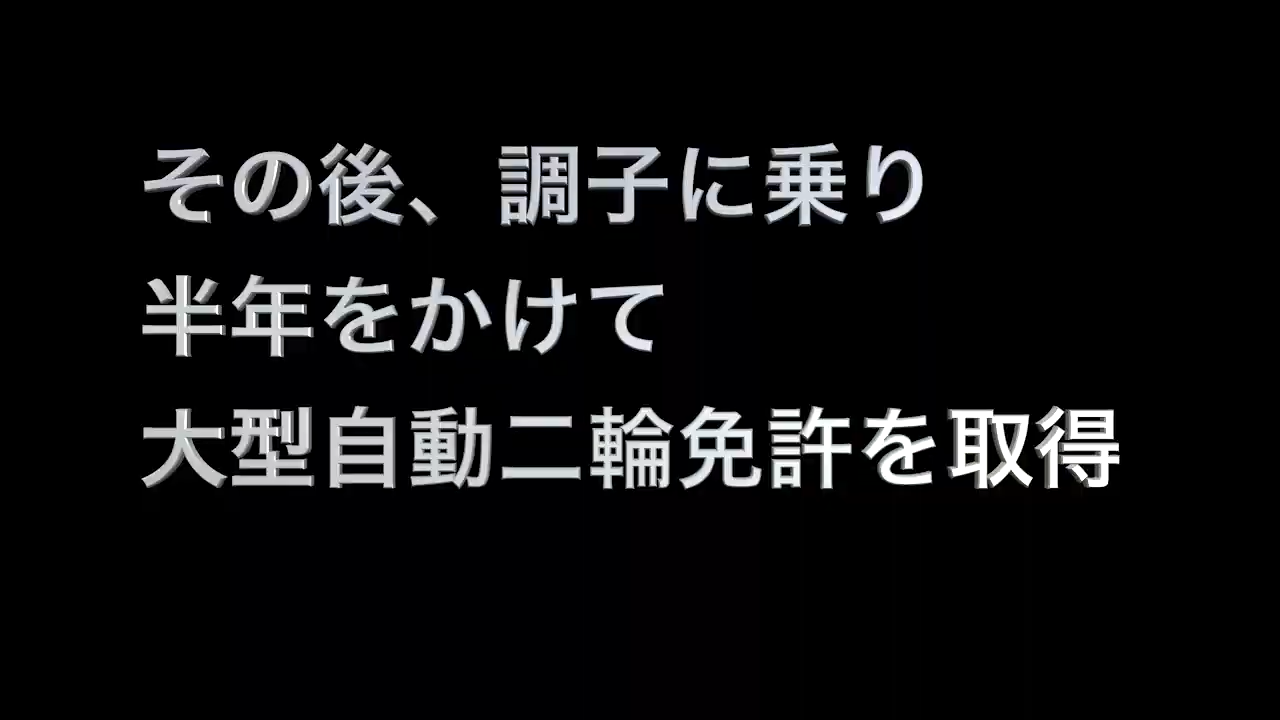 その後、調子に乗り
半年をかけて
大型自動二輪免許を取得